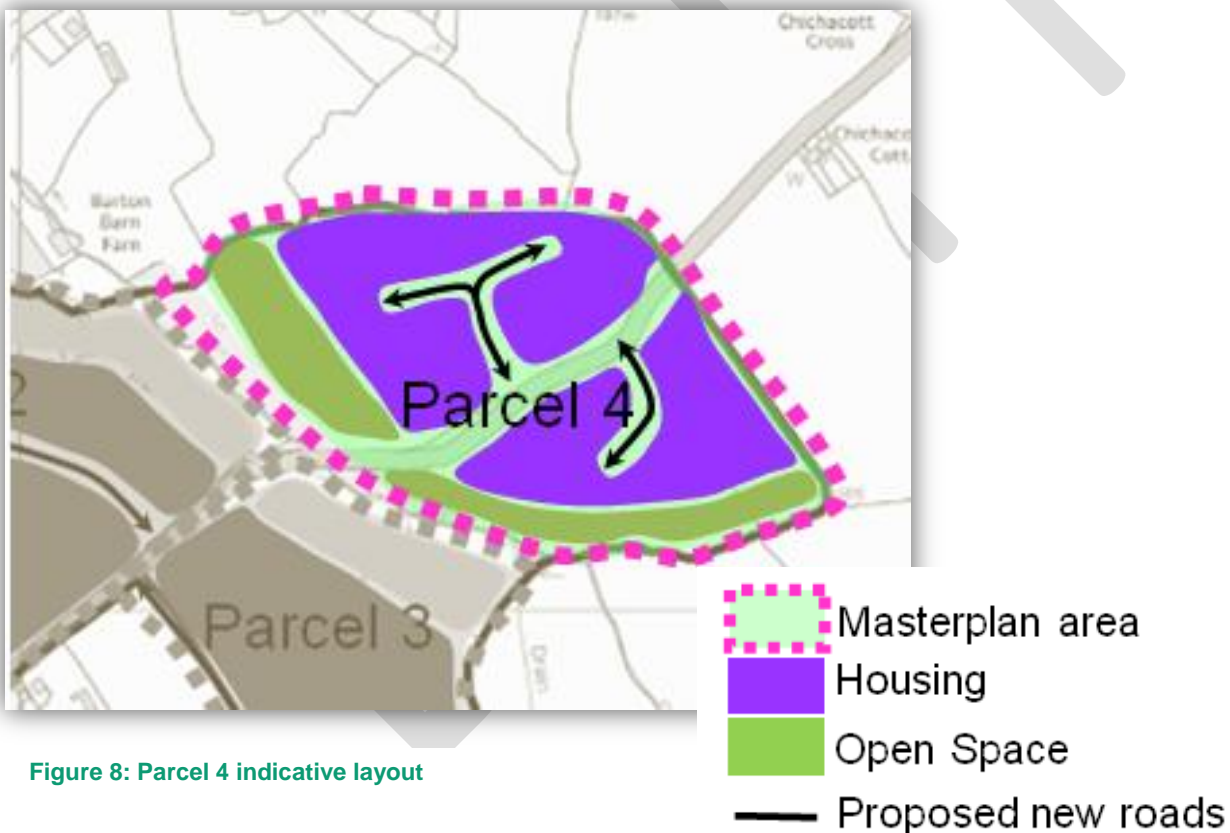 Chichacott
Cross
Barton
Barn
Farm
Parcel 4
2
Parcel 3
W
Masterplan area
Housing
Open Space
Proposed new roads
Figure 8: Parcel 4 indicative layout